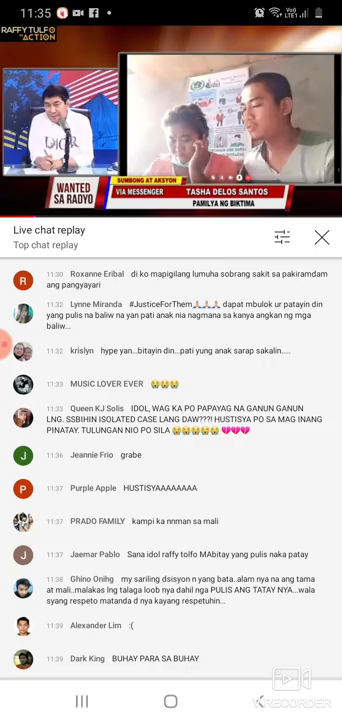 11:35
Vo)
LTE1
RAFFY TULFO
IN ACTION
DIOR
WANTED
SA RADYO
SUMBONG AT AKSYON
VIA MESSENGER
TASHA DELOS SANTOS
PAMILYA NG BIKTIMA
Live chat replay
Top chat replay
11:30 Roxanne Eribal di ko mapigilang lumuha sobrang sakit sa pakiramdam
ang pangyayari
11:32 Lynne Miranda #JusticeForThem🙏🙏🙏 dapat mbulok ur patayin din
yang pulis na baliw na yan pati anak nia nagmana sa kanya angkan ng mga
baliw...
11:32 krislyn hype yan...bitayin din...pati yung anak sarap sakalin.....
11:33 MUSIC LOVER EVER 😭😭😭
11:33 Queen KJ Solis IDOL, WAG KA PO PAPAYAG NA GANUN GANUN
LNG. SSBIHIN ISOLATED CASE LANG DAW???! HUSTISYA PO SA MAG INANG
PINATAY. TULUNGAN NIO PO SILA 😭😭😭😭😭 💔💔💔
J
11:36 Jeannie Frio grabe
P
11:37 Purple Apple HUSTISYAAAAAAAA
11:37 PRADO FAMILY kampi ka nnman sa mali
J
11:37 Jaemar Pablo Sana idol raffy tolfo MAbitay yang pulis naka patay
11:38 Ghino Onihg my sariling dsisyon n yang bata..alam nya na ang tama
at mali..malakas lng talaga loob nya dahil nga PULIS ANG TATAY NYA...wala
syang respeto matanda d nya kayang respetuhin...
11:39 Alexander Lim :(
11:39 Dark King BUHAY PARA SA BUHAY
RECORDER